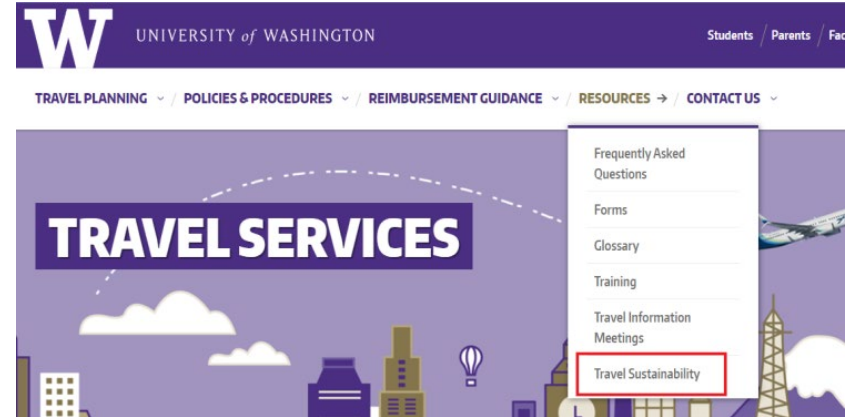 W
UNIVERSITY of WASHINGTON
Students / Parents /
TRAVEL PLANNING / POLICIES & PROCEDURES / REIMBURSEMENT GUIDANCE / RESOURCES → / CONTACT US
Frequently Asked
Questions
Forms
TRAVEL SERVICES
Glossary
Training
Travel Information
Meetings
Travel Sustainability